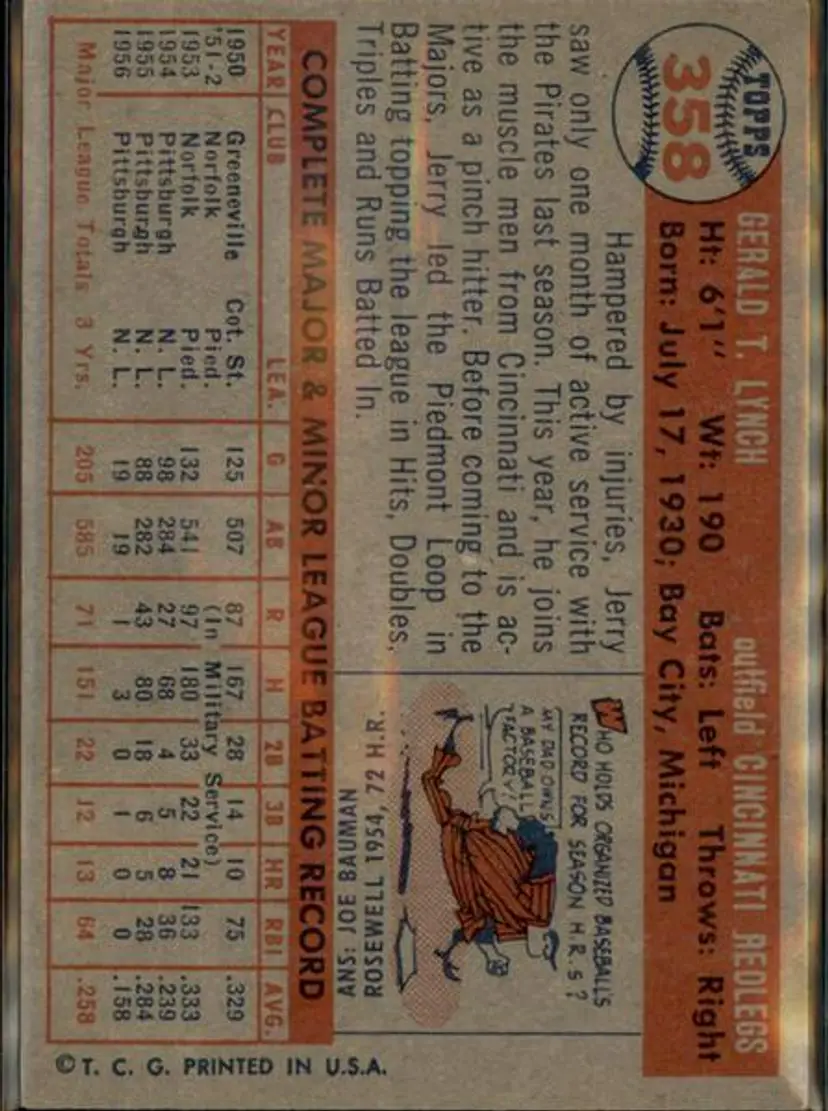 TOPPS
358
GERALD T. LYNCH
outfield CINCINNATI REDLEGS
Ht: 6'1" Wt: 190 Bats: Left Throws: Right
Born: July 17, 1930; Bay City, Michigan
Hampered by injuries, Jerry
saw only one month of active service with
the Pirates last season. This year, he joins
the muscle men from Cincinnati and is ac-
tive as a pinch hitter. Before coming to the
Majors, Jerry led the Piedmont Loop in
Batting topping the league in Hits, Doubles,
Triples and Runs Batted In.
WHO HOLDS ORGANIZED BASEBALL'S
RECORD FOR SEASON H.R.S?
MY DAD OWNS
A BASEBALL
FACTORY!
ANS: JOE BAUMAN
ROSEWELL 1954, 72 H.R.
COMPLETE MAJOR & MINOR LEAGUE BATTING RECORD
YEAR CLUB LEA. G AB R H 2B 3B HR RBI AVG.
1950 Greeneville Cot. St. 125 507 87 167 28 14 10 75 .329
'51-2 Norfolk Pied. (In Military Service)
1953 Norfolk Pied. 132 541 97 180 33 22 21 133 .333
1954 Pittsburgh N. L. 98 284 27 68 4 5 8 36 .239
1955 Pittsburgh N. L. 88 282 43 80 18 6 5 28 .284
1956 Pittsburgh N. L. 19 19 1 3 0 1 0 0 .158
Major League Totals 3 Yrs. 205 585 71 151 22 12 13 64 .258
© T. C. G. PRINTED IN U.S.A.